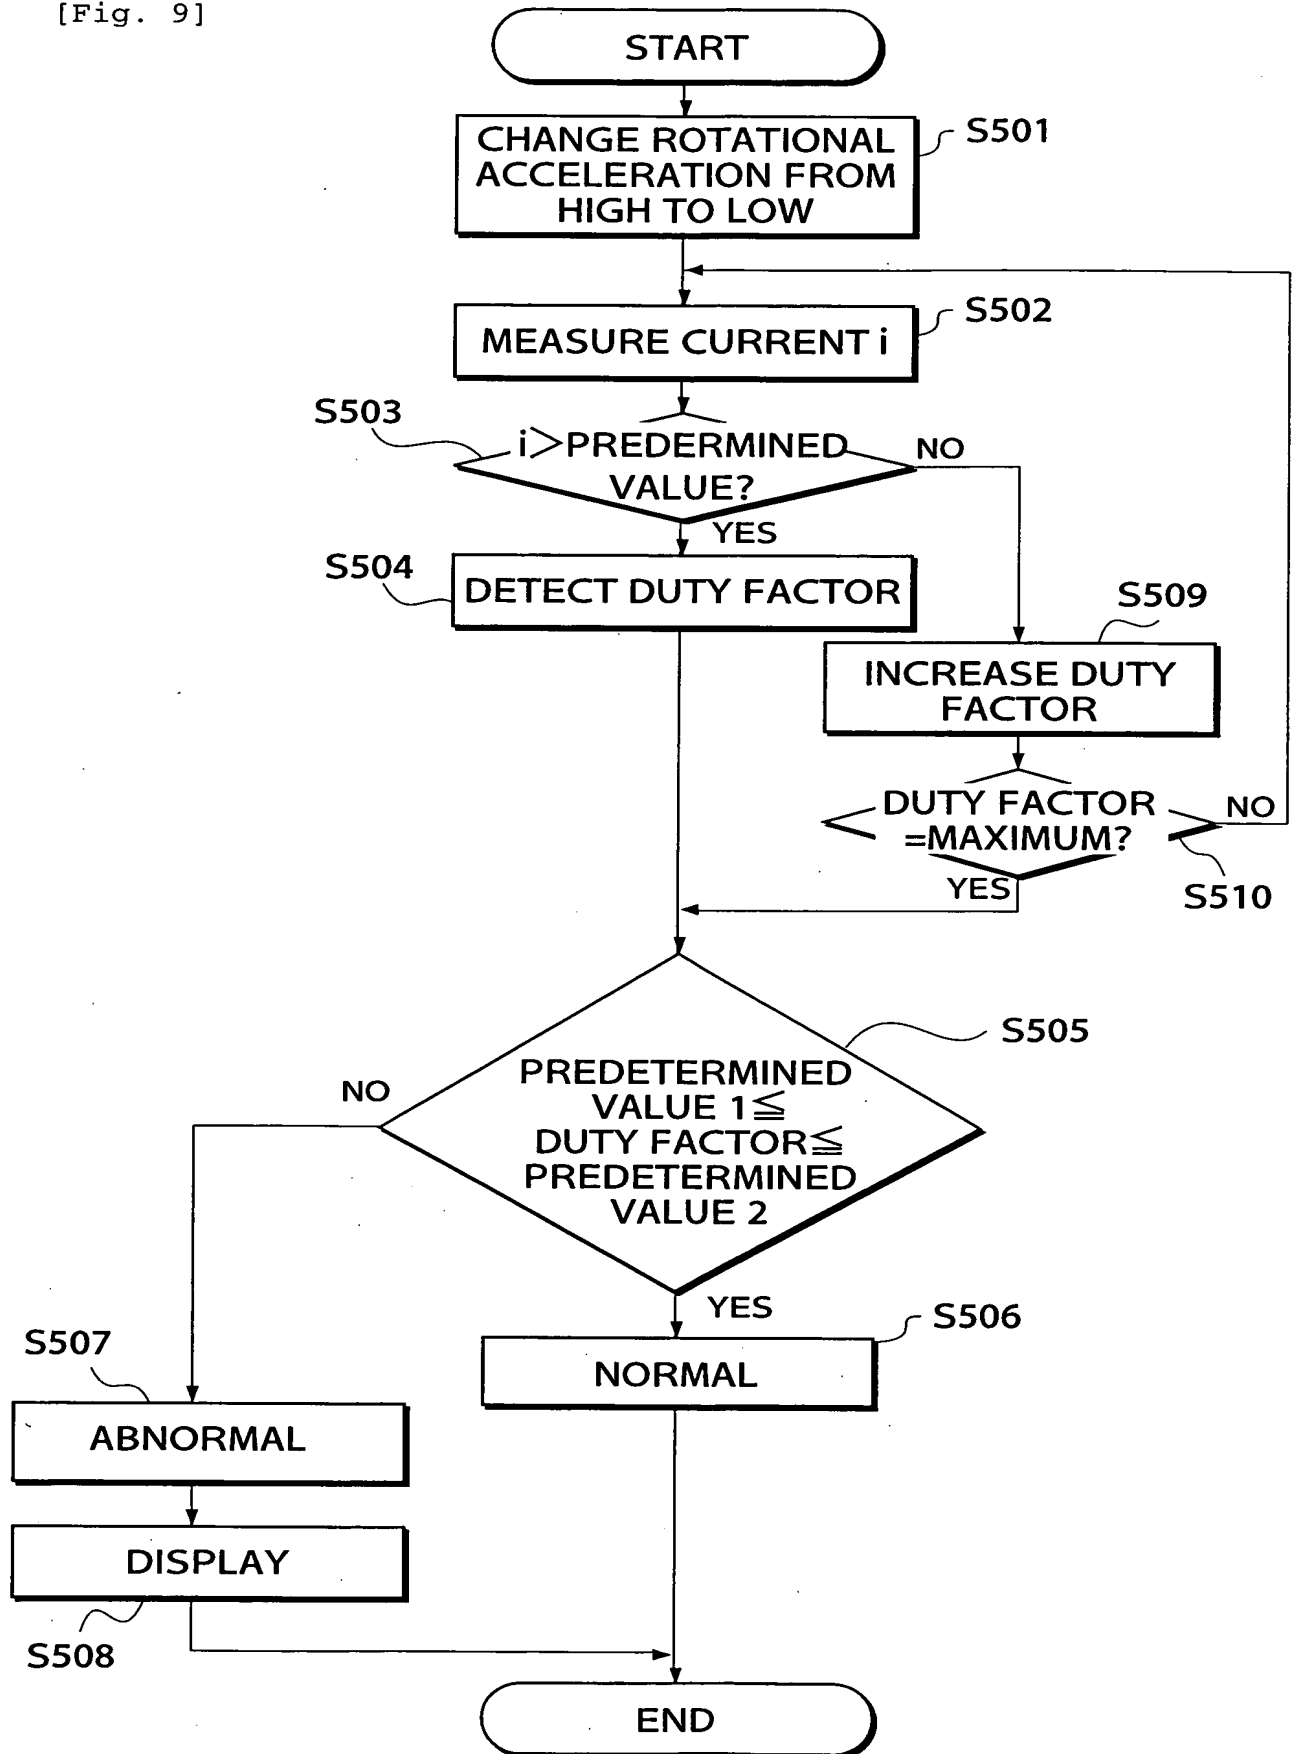 [Fig. 9]
START
CHANGE ROTATIONAL
ACCELERATION FROM
HIGH TO LOW
S501
MEASURE CURRENT i
S502
S503
i>PREDERMINED
VALUE?
NO
YES
S504
DETECT DUTY FACTOR
S509
INCREASE DUTY
FACTOR
DUTY FACTOR
=MAXIMUM?
NO
YES
S510
S505
PREDETERMINED
VALUE 1≦
DUTY FACTOR≦
PREDETERMINED
VALUE 2
NO
YES
S506
NORMAL
S507
ABNORMAL
DISPLAY
S508
END